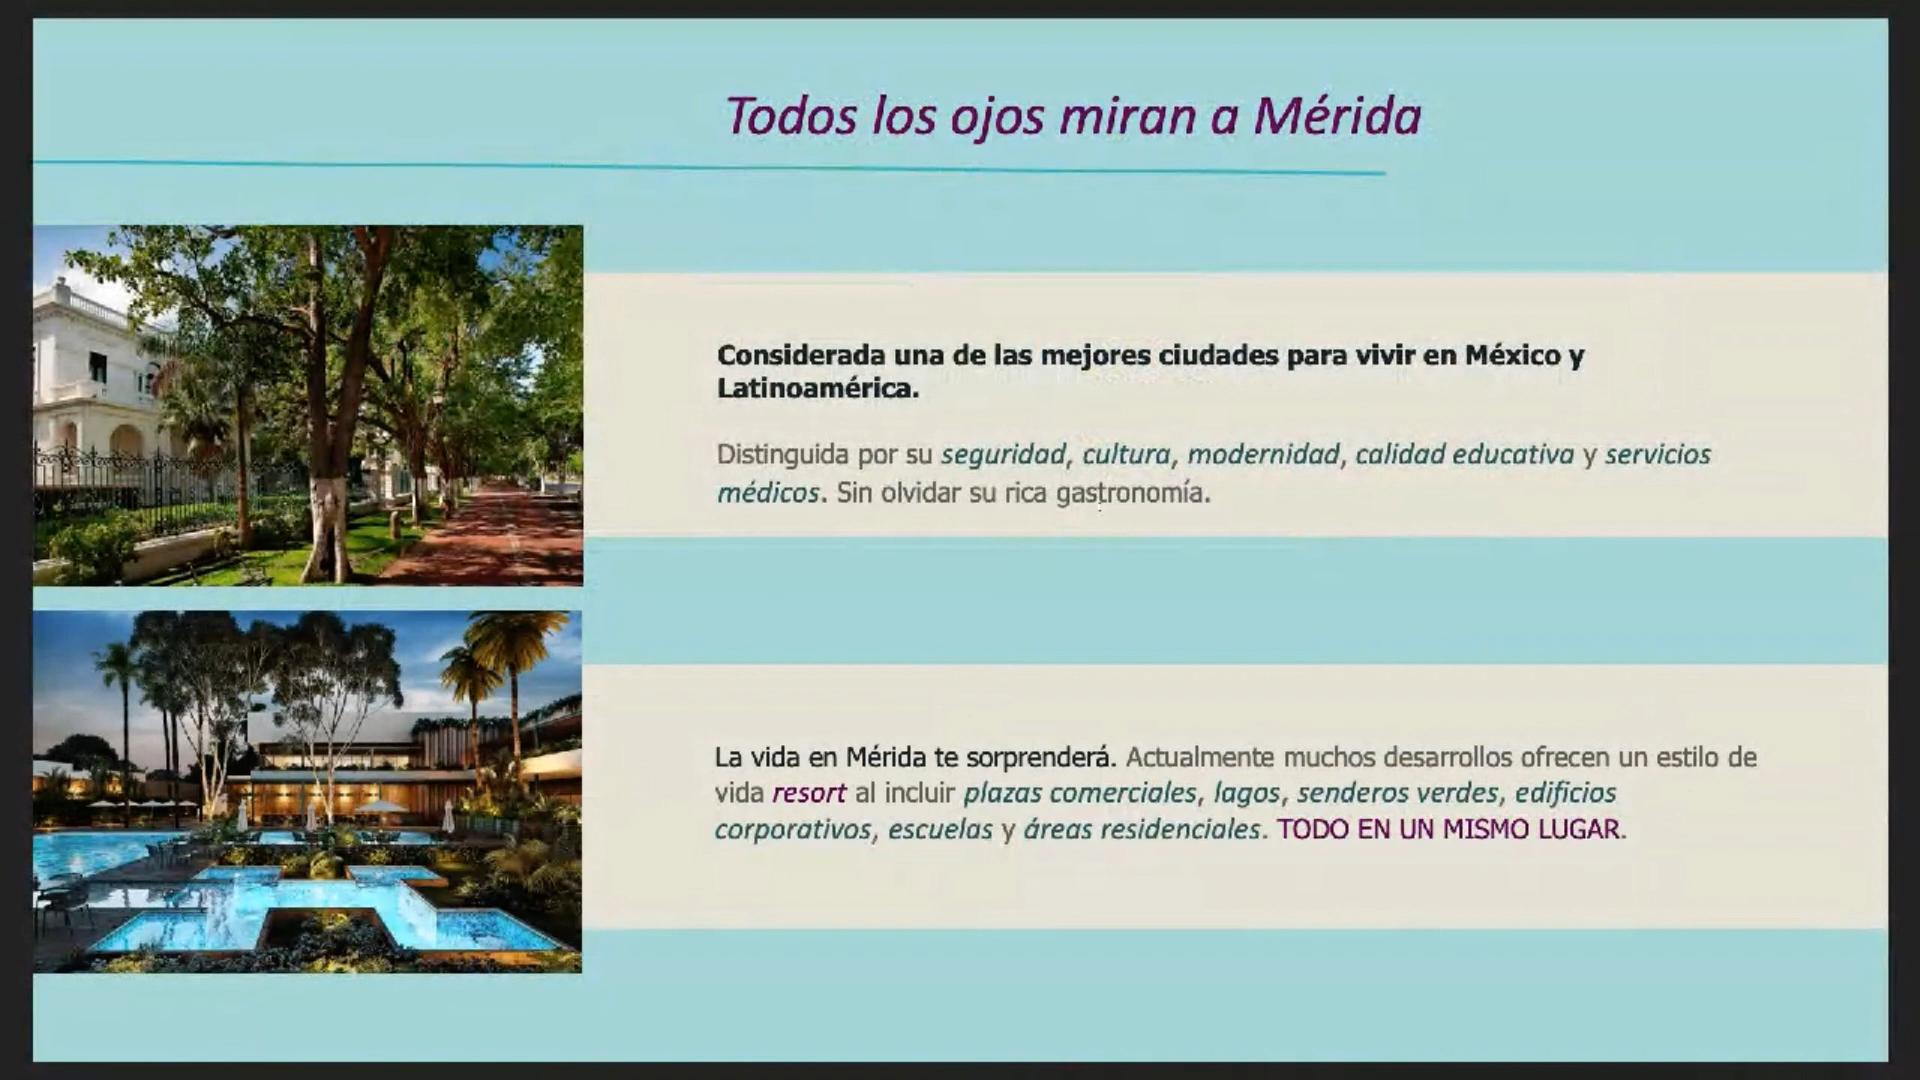 Todos los ojos miran a Mérida
Considerada una de las mejores ciudades para vivir en México y
Latinoamérica.
Distinguida por su seguridad, cultura, modernidad, calidad educativa y servicios
médicos. Sin olvidar su rica gastronomía.
La vida en Mérida te sorprenderá. Actualmente muchos desarrollos ofrecen un estilo de
vida resort al incluir plazas comerciales, lagos, senderos verdes, edificios
corporativos, escuelas y áreas residenciales. TODO EN UN MISMO LUGAR.